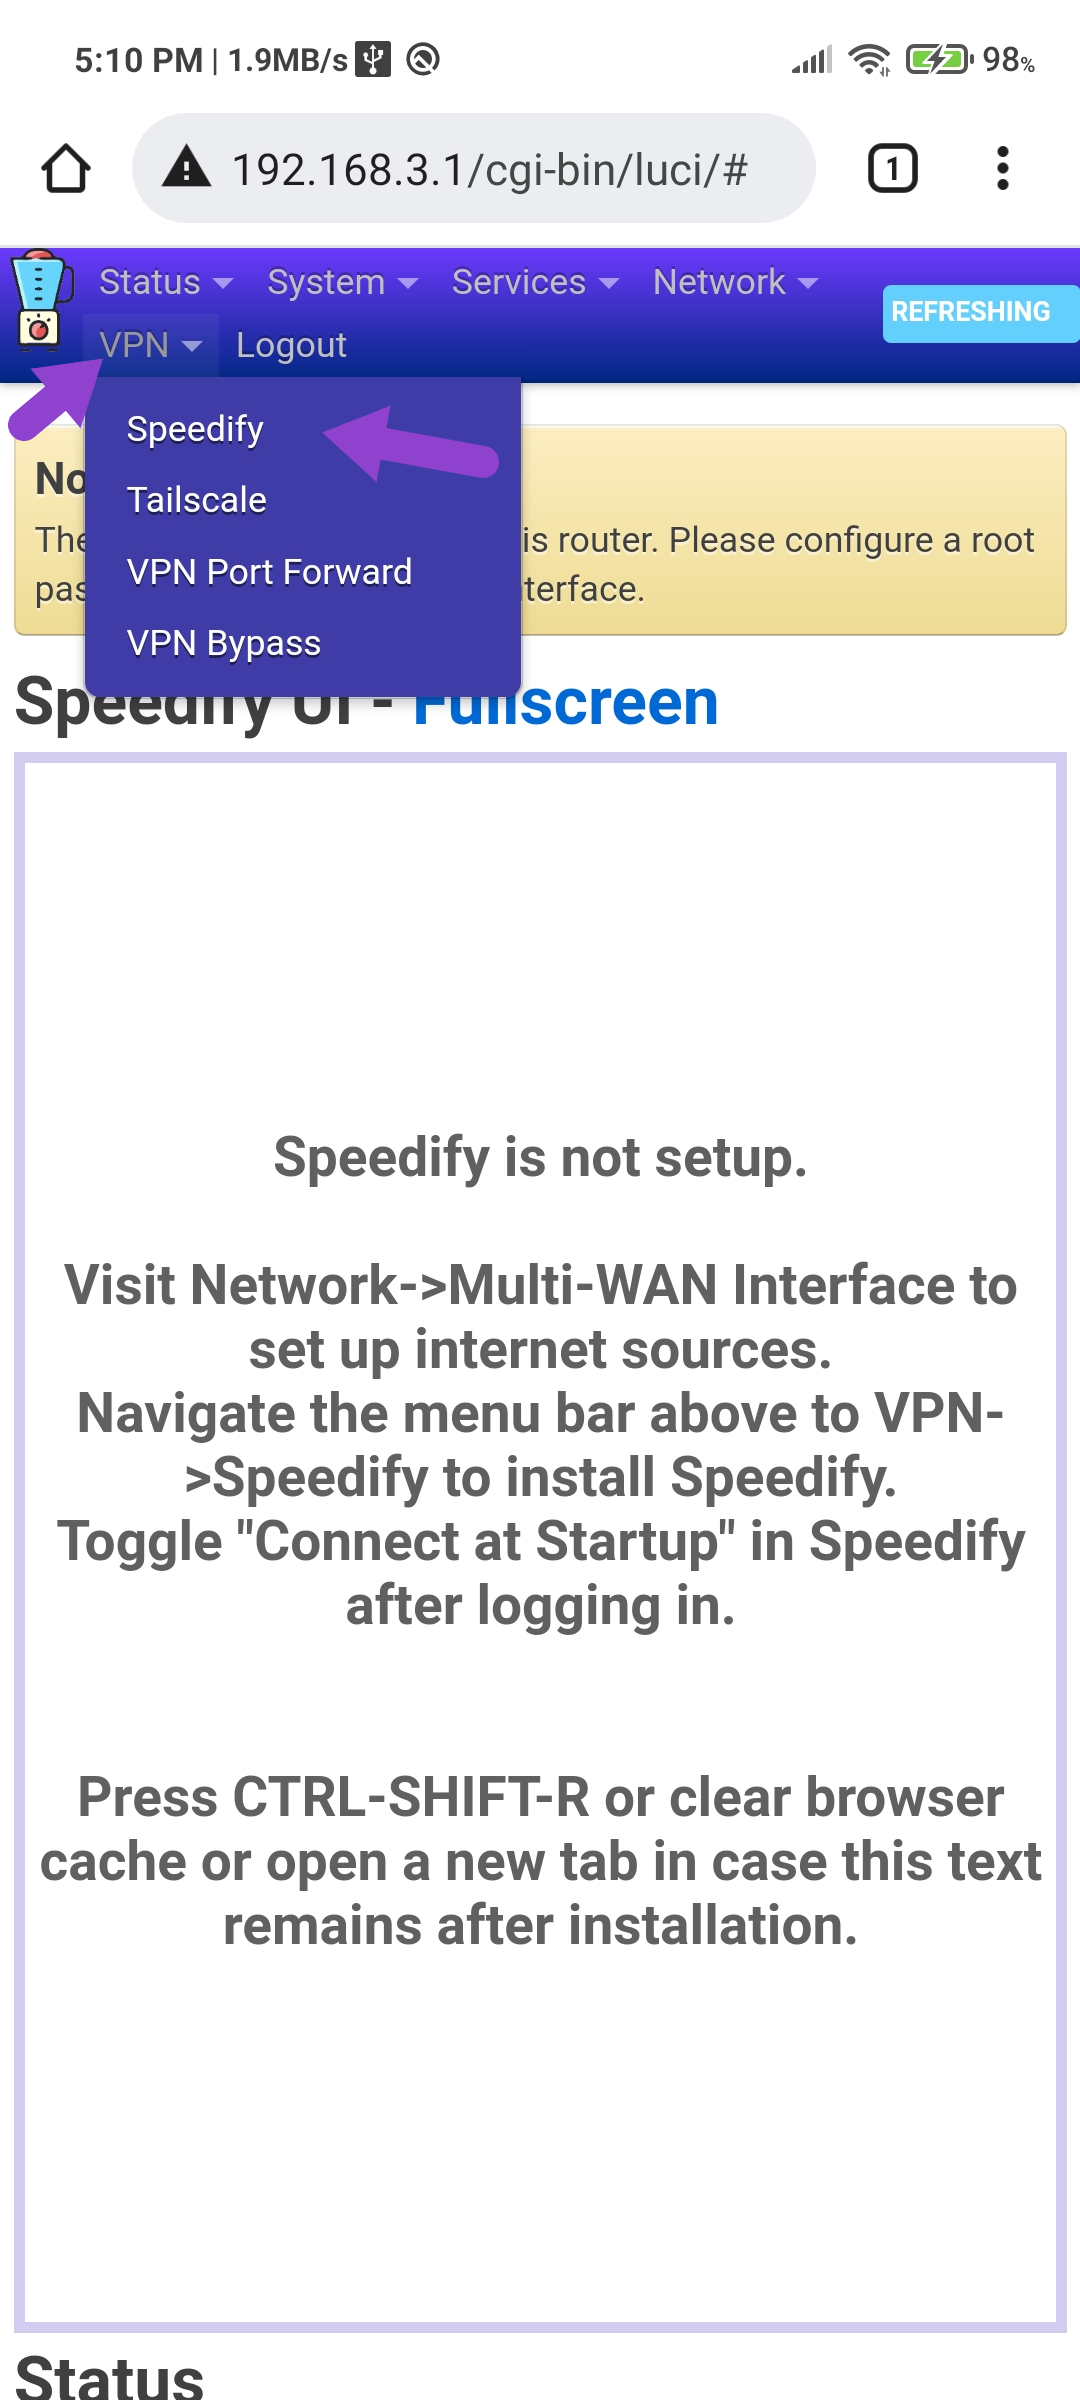 5:10 PM | 1.9MB/s 98%
192.168.3.1/cgi-bin/luci/# 1
Status System Services Network
REFRESHING
VPN Logout
Speedify
Tailscale
VPN Port Forward
VPN Bypass
No
The is router. Please configure a root
pas terface.
Speedify UI - Fullscreen
Speedify is not setup.
Visit Network->Multi-WAN Interface to
set up internet sources.
Navigate the menu bar above to VPN-
>Speedify to install Speedify.
Toggle "Connect at Startup" in Speedify
after logging in.
Press CTRL-SHIFT-R or clear browser
cache or open a new tab in case this text
remains after installation.
Status